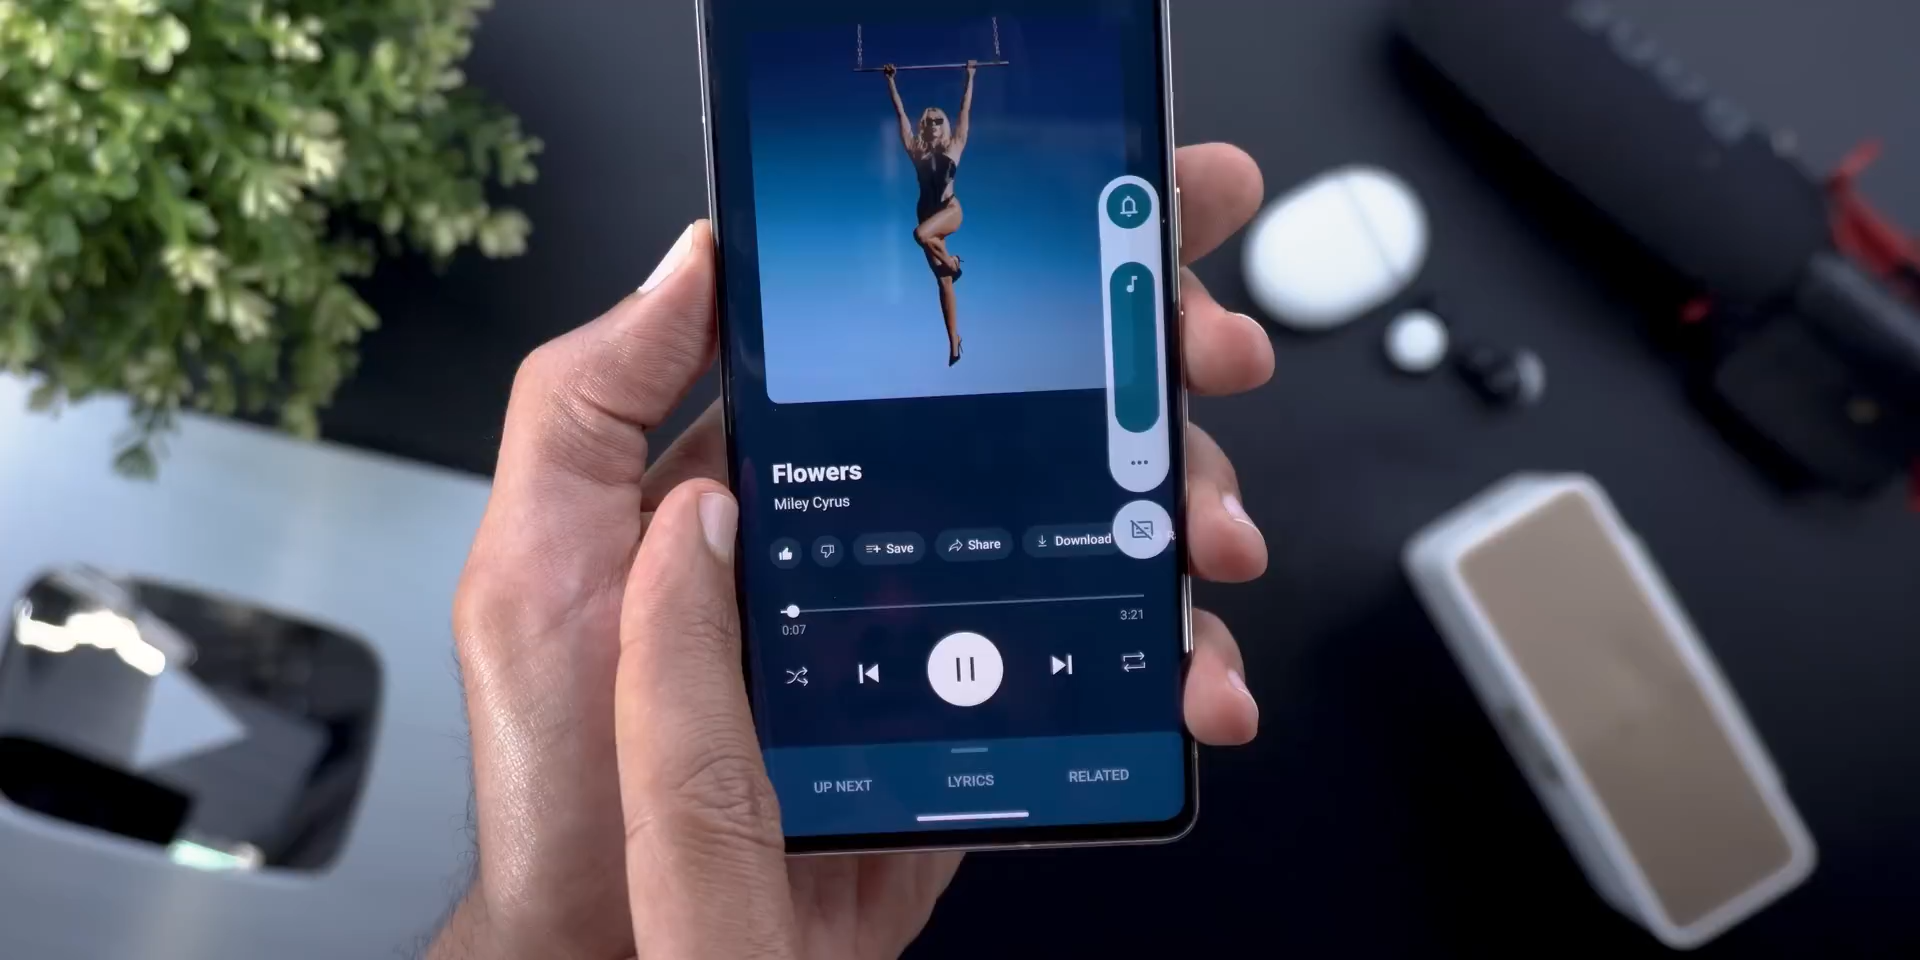 Flowers
Miley Cyrus
Save
Share
Download
0:07
3:21
UP NEXT
LYRICS
RELATED